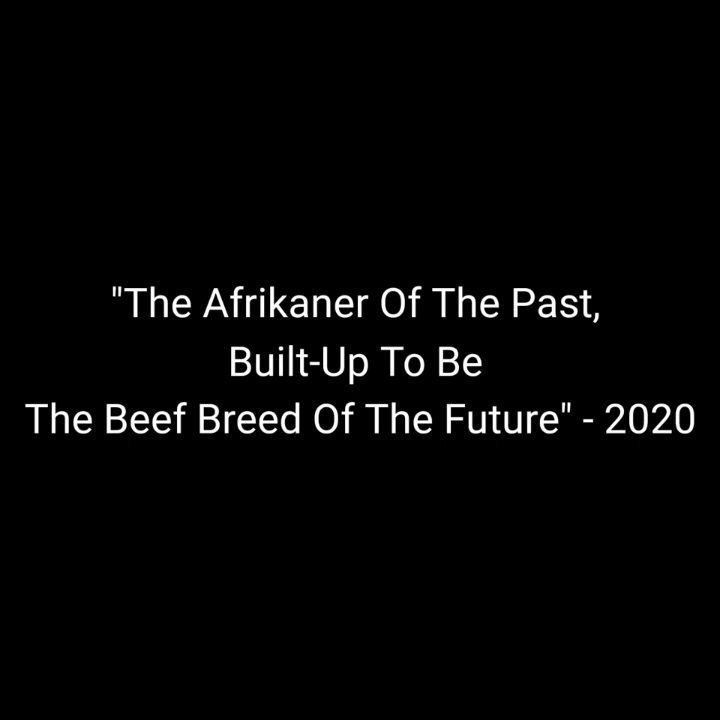 "The Afrikaner Of The Past,
Built-Up To Be
The Beef Breed Of The Future" - 2020